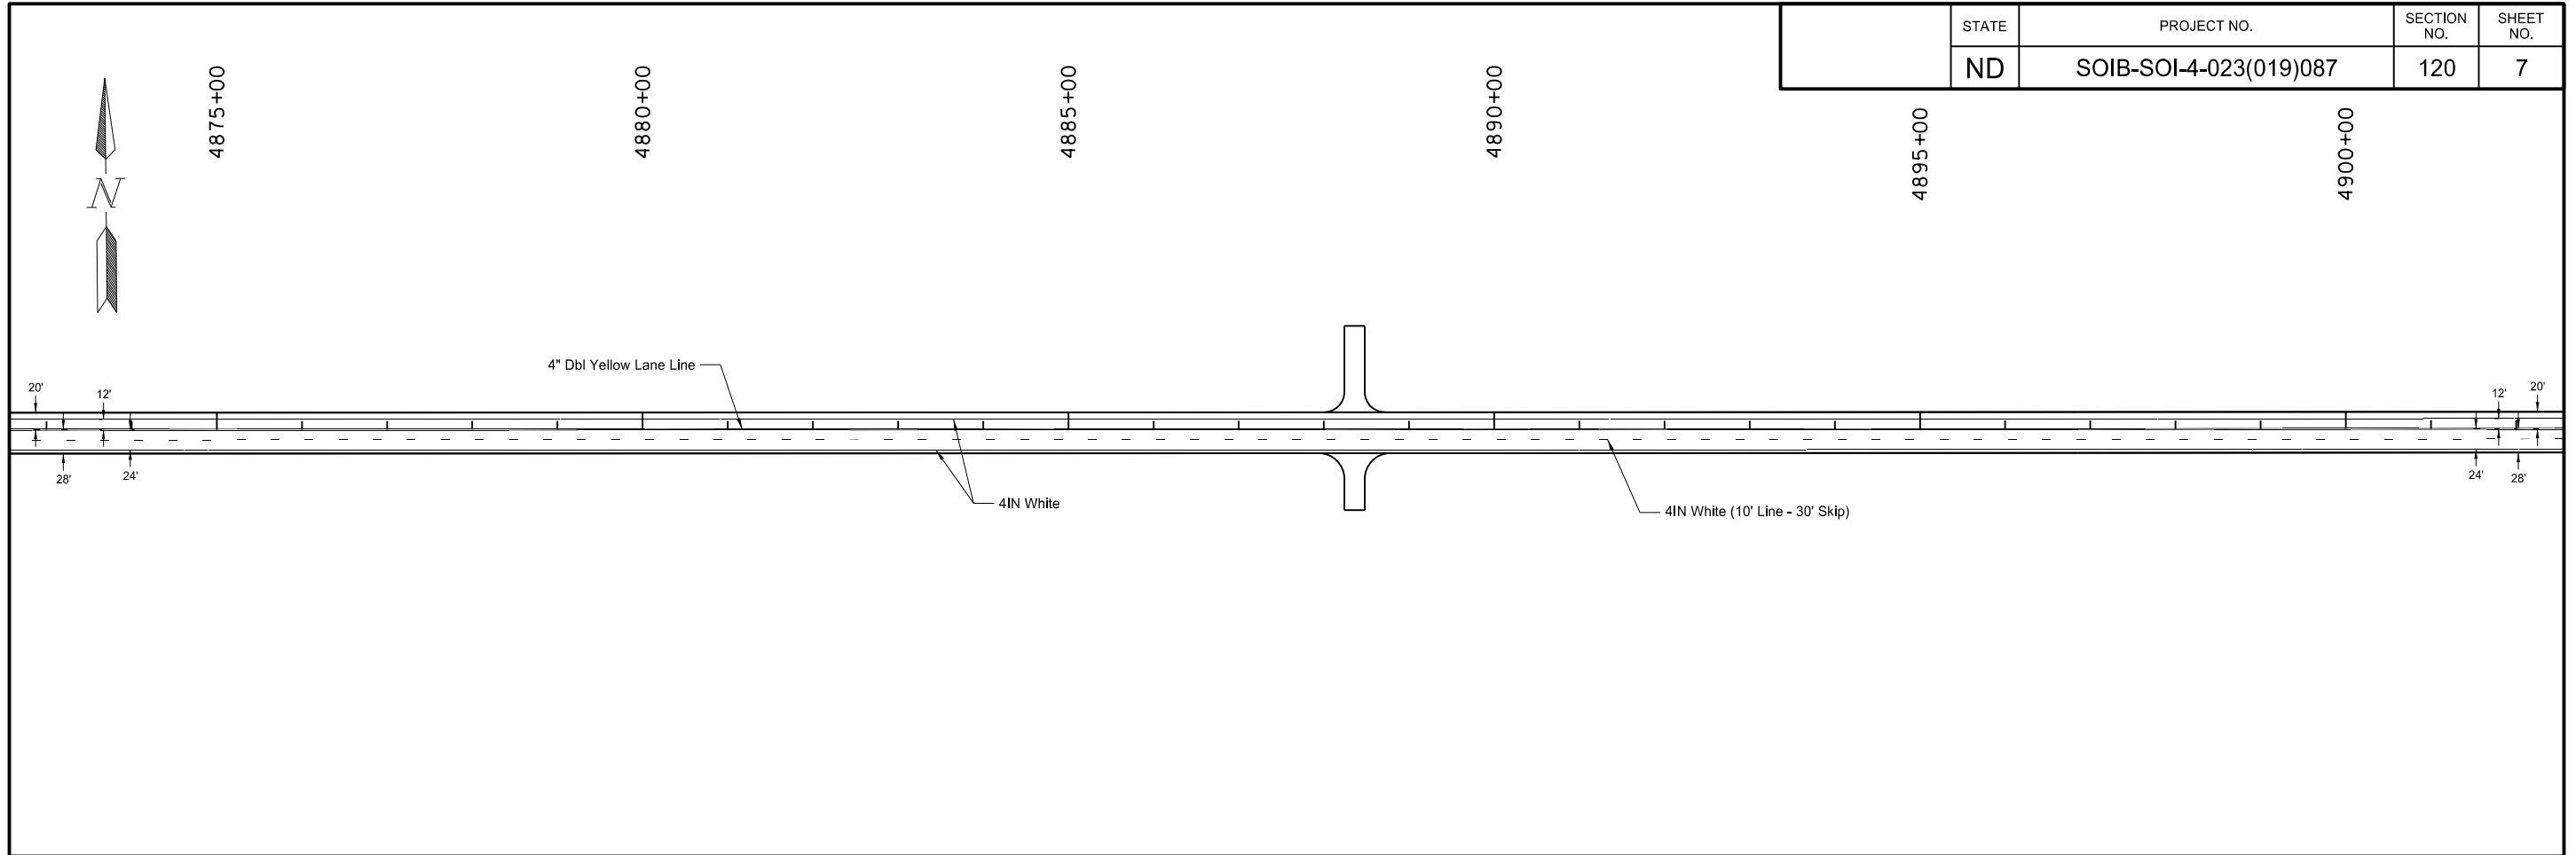 STATE
PROJECT NO.
SECTION NO.
SHEET NO.
ND
SOIB-SOI-4-023(019)087
120
7
4875+00
4880+00
4885+00
4890+00
4895+00
4900+00
N
4" Dbl Yellow Lane Line
20'
12'
12'
20'
28'
24'
24'
28'
4IN White
4IN White (10' Line - 30' Skip)